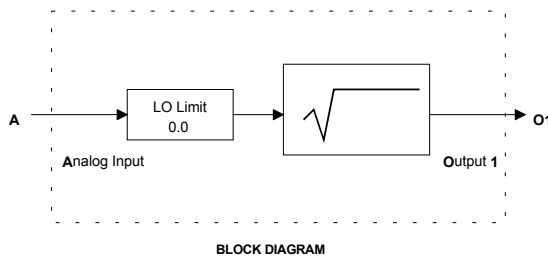 LO Limit
0.0
A
O1
Analog Input
Output 1
BLOCK DIAGRAM